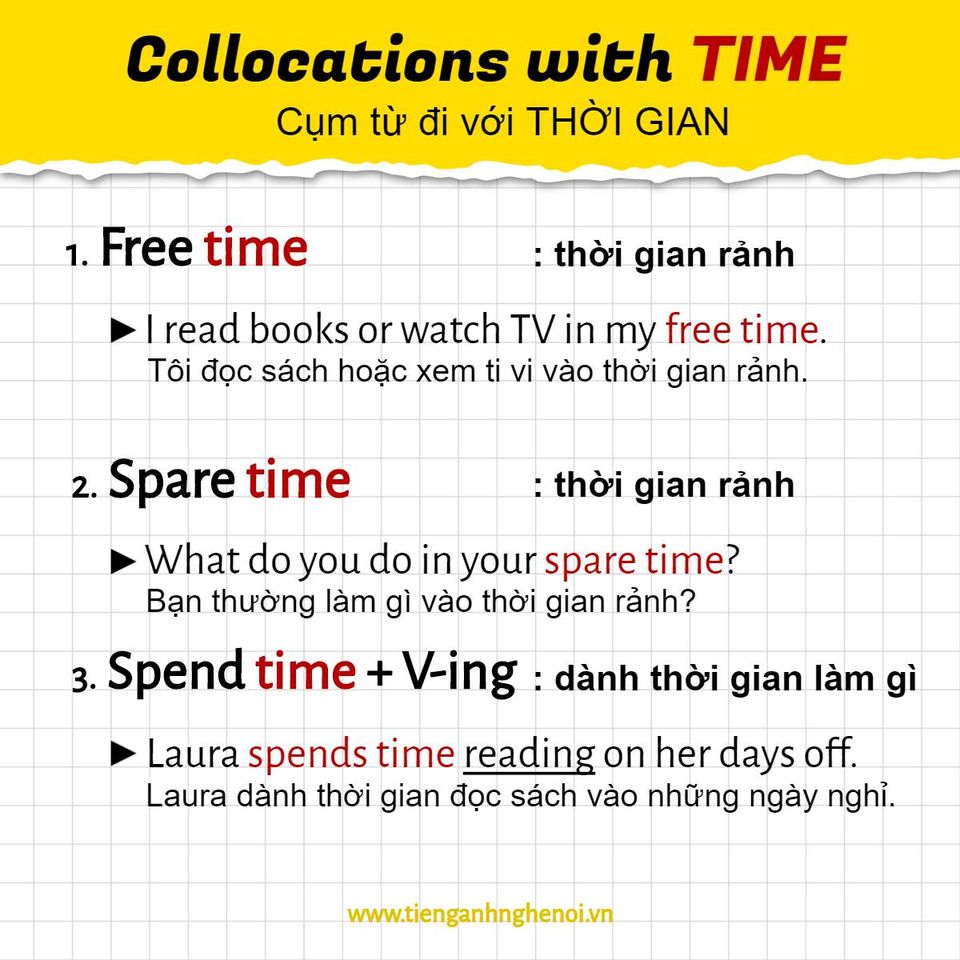 Collocations with TIME
Cụm từ đi với THỜI GIAN
1. Free time : thời gian rảnh
►I read books or watch TV in my free time.
Tôi đọc sách hoặc xem ti vi vào thời gian rảnh.
2. Spare time : thời gian rảnh
►What do you do in your spare time?
Bạn thường làm gì vào thời gian rảnh?
3. Spend time + V-ing : dành thời gian làm gì
►Laura spends time reading on her days off.
Laura dành thời gian đọc sách vào những ngày nghỉ.
www.tienganhnghenoi.vn